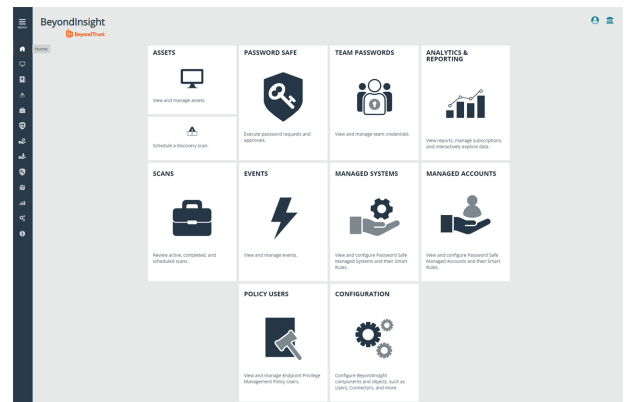 MENU
BeyondInsight
BeyondTrust
Home
ASSETS
View and manage assets.
Schedule a discovery scan.
PASSWORD SAFE
Execute password requests and
approvals.
TEAM PASSWORDS
View and manage team credentials.
ANALYTICS &
REPORTING
View reports, manage subscriptions,
and interactively explore data.
SCANS
Review active, completed, and
scheduled scans.
EVENTS
View and manage events.
MANAGED SYSTEMS
View and configure Password Safe
Managed Systems and their Smart
Rules.
MANAGED ACCOUNTS
View and configure Password Safe
Managed Accounts and their Smart
Rules.
POLICY USERS
View and manage Endpoint Privilege
Management Policy Users.
CONFIGURATION
Configure BeyondInsight
components and objects, such as
Users, Connectors, and more.